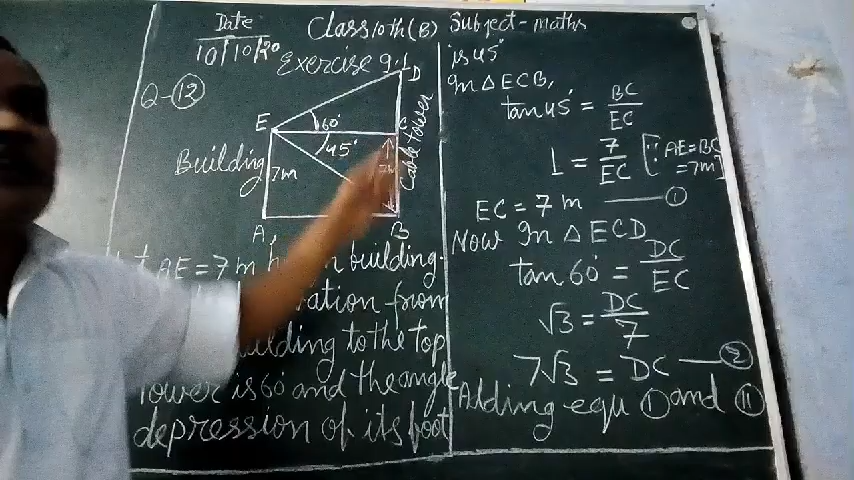 Date
10/10/20
Class 10th (B) Subject - maths
Exercise 9.1
Q-12
D
E
60°
C
45°
Building
7m
7m
Cable tower
A
B
AE = 7 m building.
ation from
building to the top
tower is 60° and the angle
depression of its foot
is 45°
In △ ECB,
tan 45° = BC/EC
1 = 7/EC [∵ AE = BC
= 7m]
EC = 7 m —— ①
Now In △ ECD
tan 60° = DC/EC
√3 = DC/7
7√3 = DC —— ②
Adding equ ① and ⑪